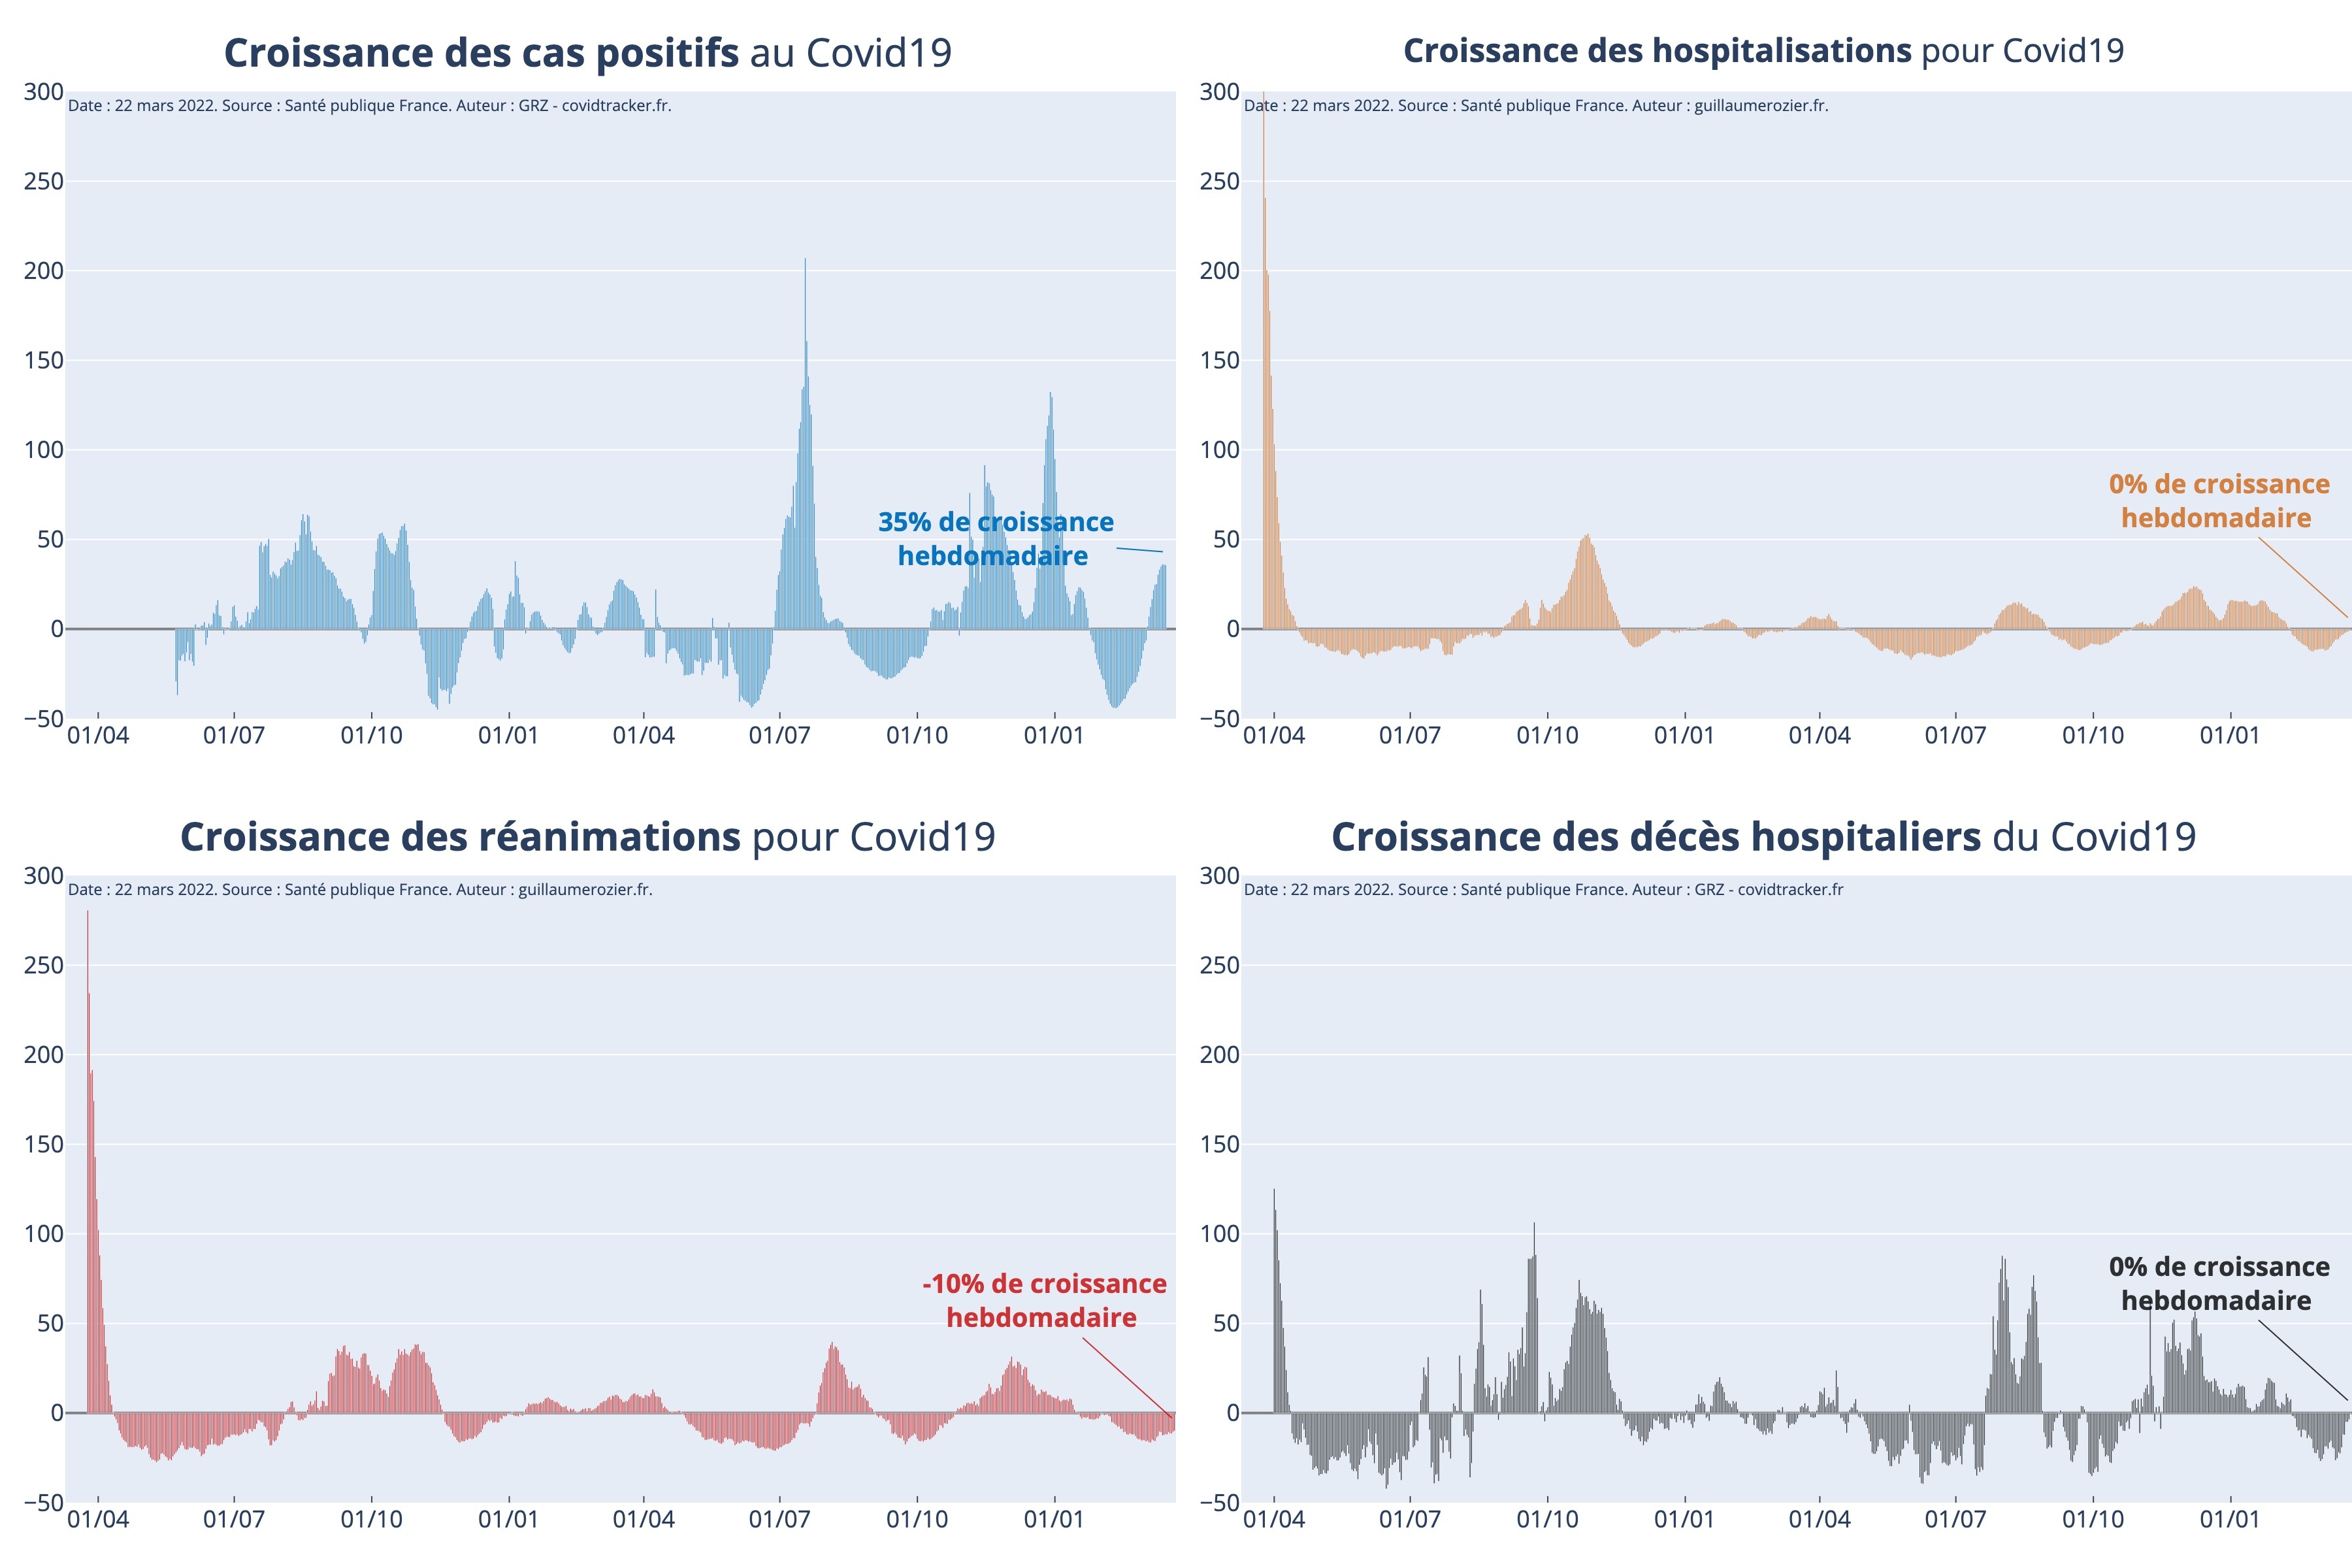 Croissance des cas positifs au Covid19
Date : 22 mars 2022. Source : Santé publique France. Auteur : GRZ - covidtracker.fr.
300
250
200
150
100
50
0
−50
35% de croissance
hebdomadaire
01/04 01/07 01/10 01/01 01/04 01/07 01/10 01/01
Croissance des hospitalisations pour Covid19
Date : 22 mars 2022. Source : Santé publique France. Auteur : guillaumerozier.fr.
300
250
200
150
100
50
0
−50
0% de croissance
hebdomadaire
01/04 01/07 01/10 01/01 01/04 01/07 01/10 01/01
Croissance des réanimations pour Covid19
Date : 22 mars 2022. Source : Santé publique France. Auteur : guillaumerozier.fr.
300
250
200
150
100
50
0
−50
-10% de croissance
hebdomadaire
01/04 01/07 01/10 01/01 01/04 01/07 01/10 01/01
Croissance des décès hospitaliers du Covid19
Date : 22 mars 2022. Source : Santé publique France. Auteur : GRZ - covidtracker.fr
300
250
200
150
100
50
0
−50
0% de croissance
hebdomadaire
01/04 01/07 01/10 01/01 01/04 01/07 01/10 01/01